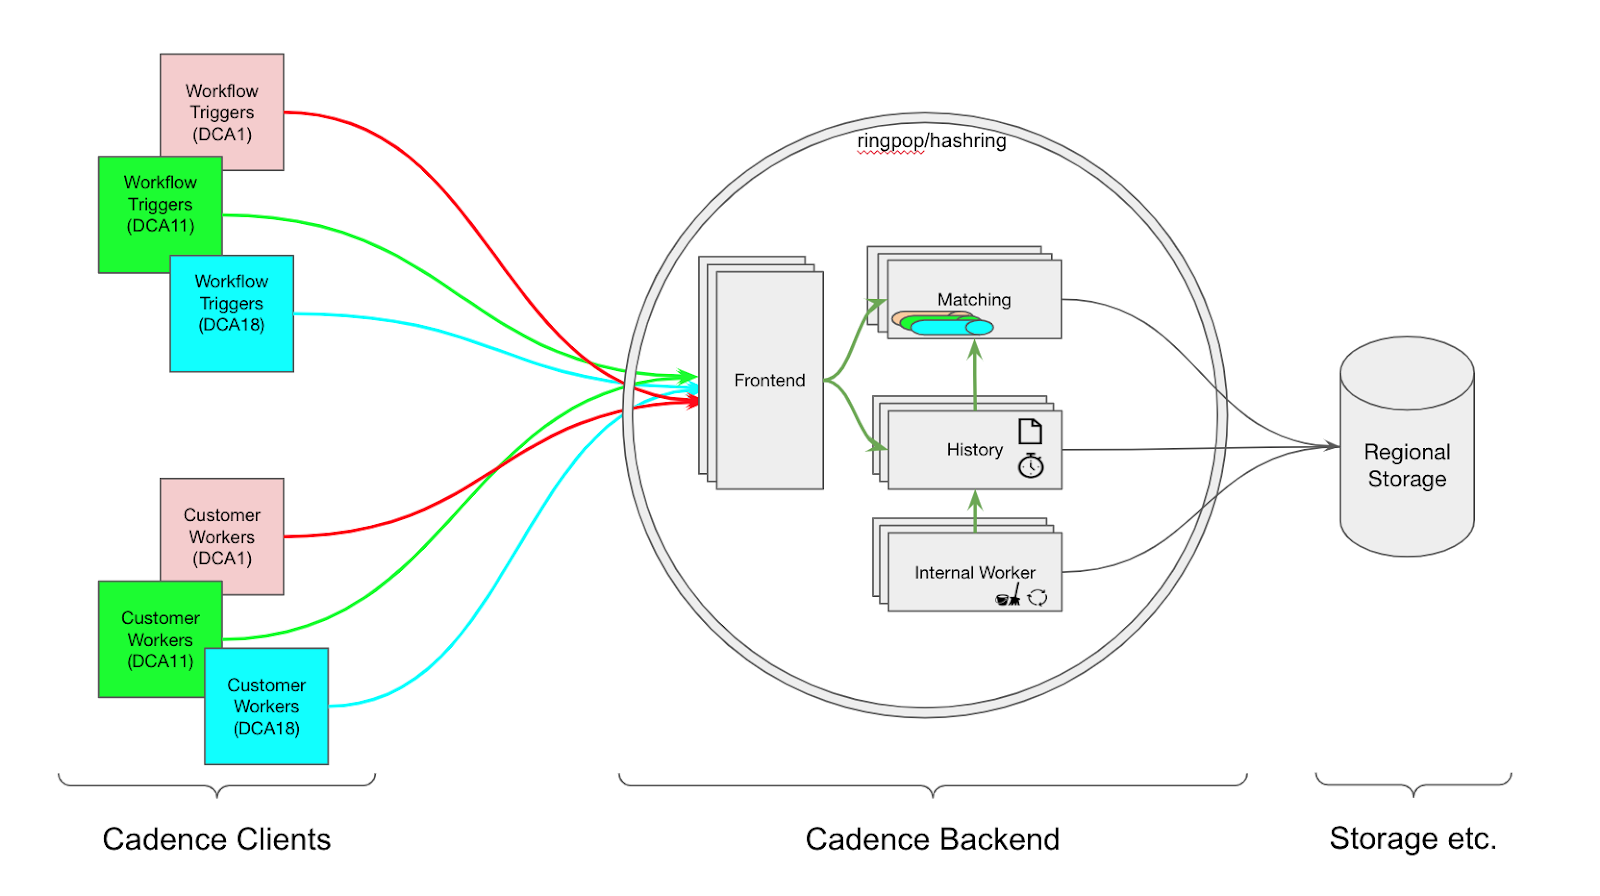 Workflow
Triggers
(DCA1)
Workflow
Triggers
(DCA11)
Workflow
Triggers
(DCA18)
Customer
Workers
(DCA1)
Customer
Workers
(DCA11)
Customer
Workers
(DCA18)
ringpop/hashring
Frontend
Matching
History
Internal Worker
Regional
Storage
Cadence Clients
Cadence Backend
Storage etc.